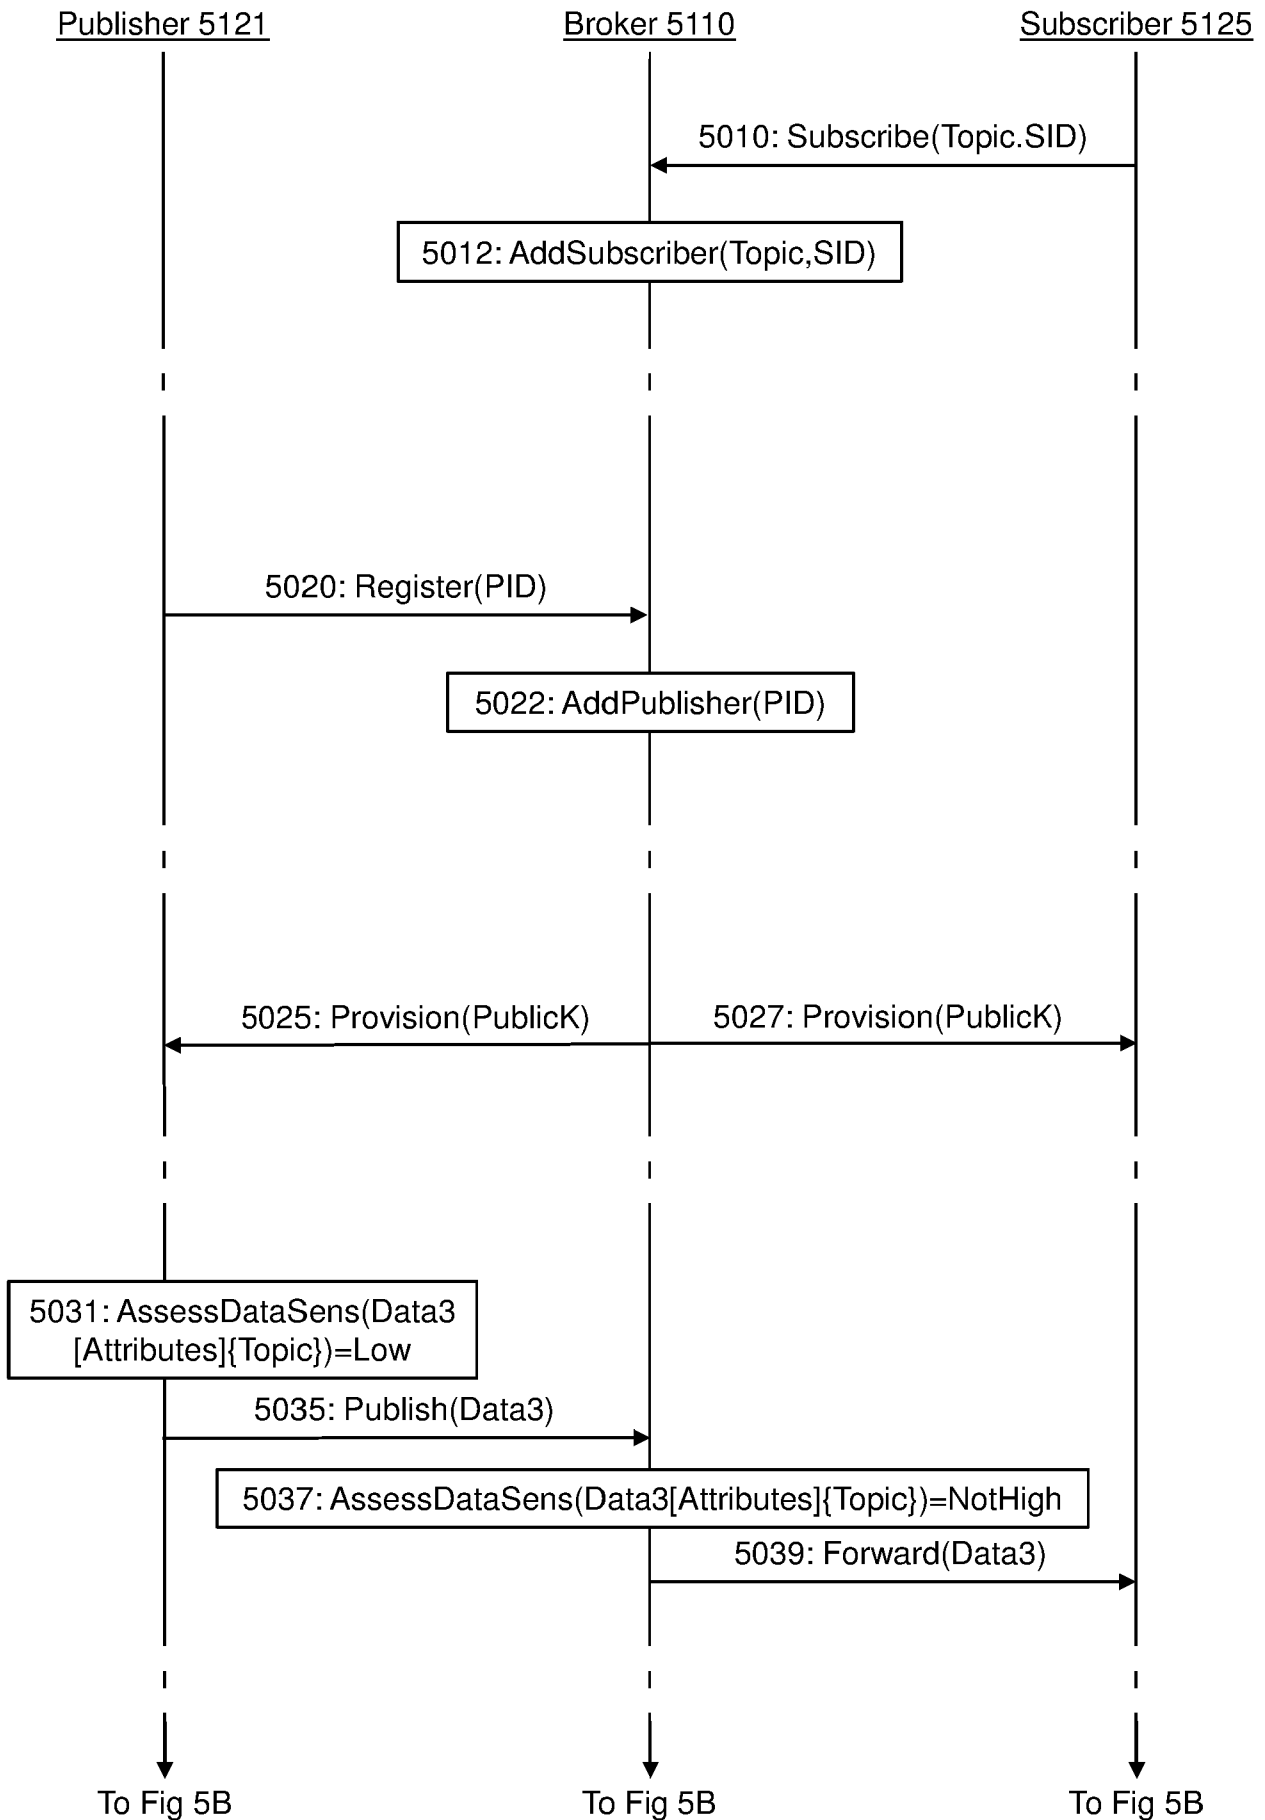 Publisher 5121
Broker 5110
Subscriber 5125
5010: Subscribe(Topic.SID)
5012: AddSubscriber(Topic,SID)
5020: Register(PID)
5022: AddPublisher(PID)
5025: Provision(PublicK)
5027: Provision(PublicK)
5031: AssessDataSens(Data3
[Attributes]{Topic})=Low
5035: Publish(Data3)
5037: AssessDataSens(Data3[Attributes]{Topic})=NotHigh
5039: Forward(Data3)
To Fig 5B
To Fig 5B
To Fig 5B